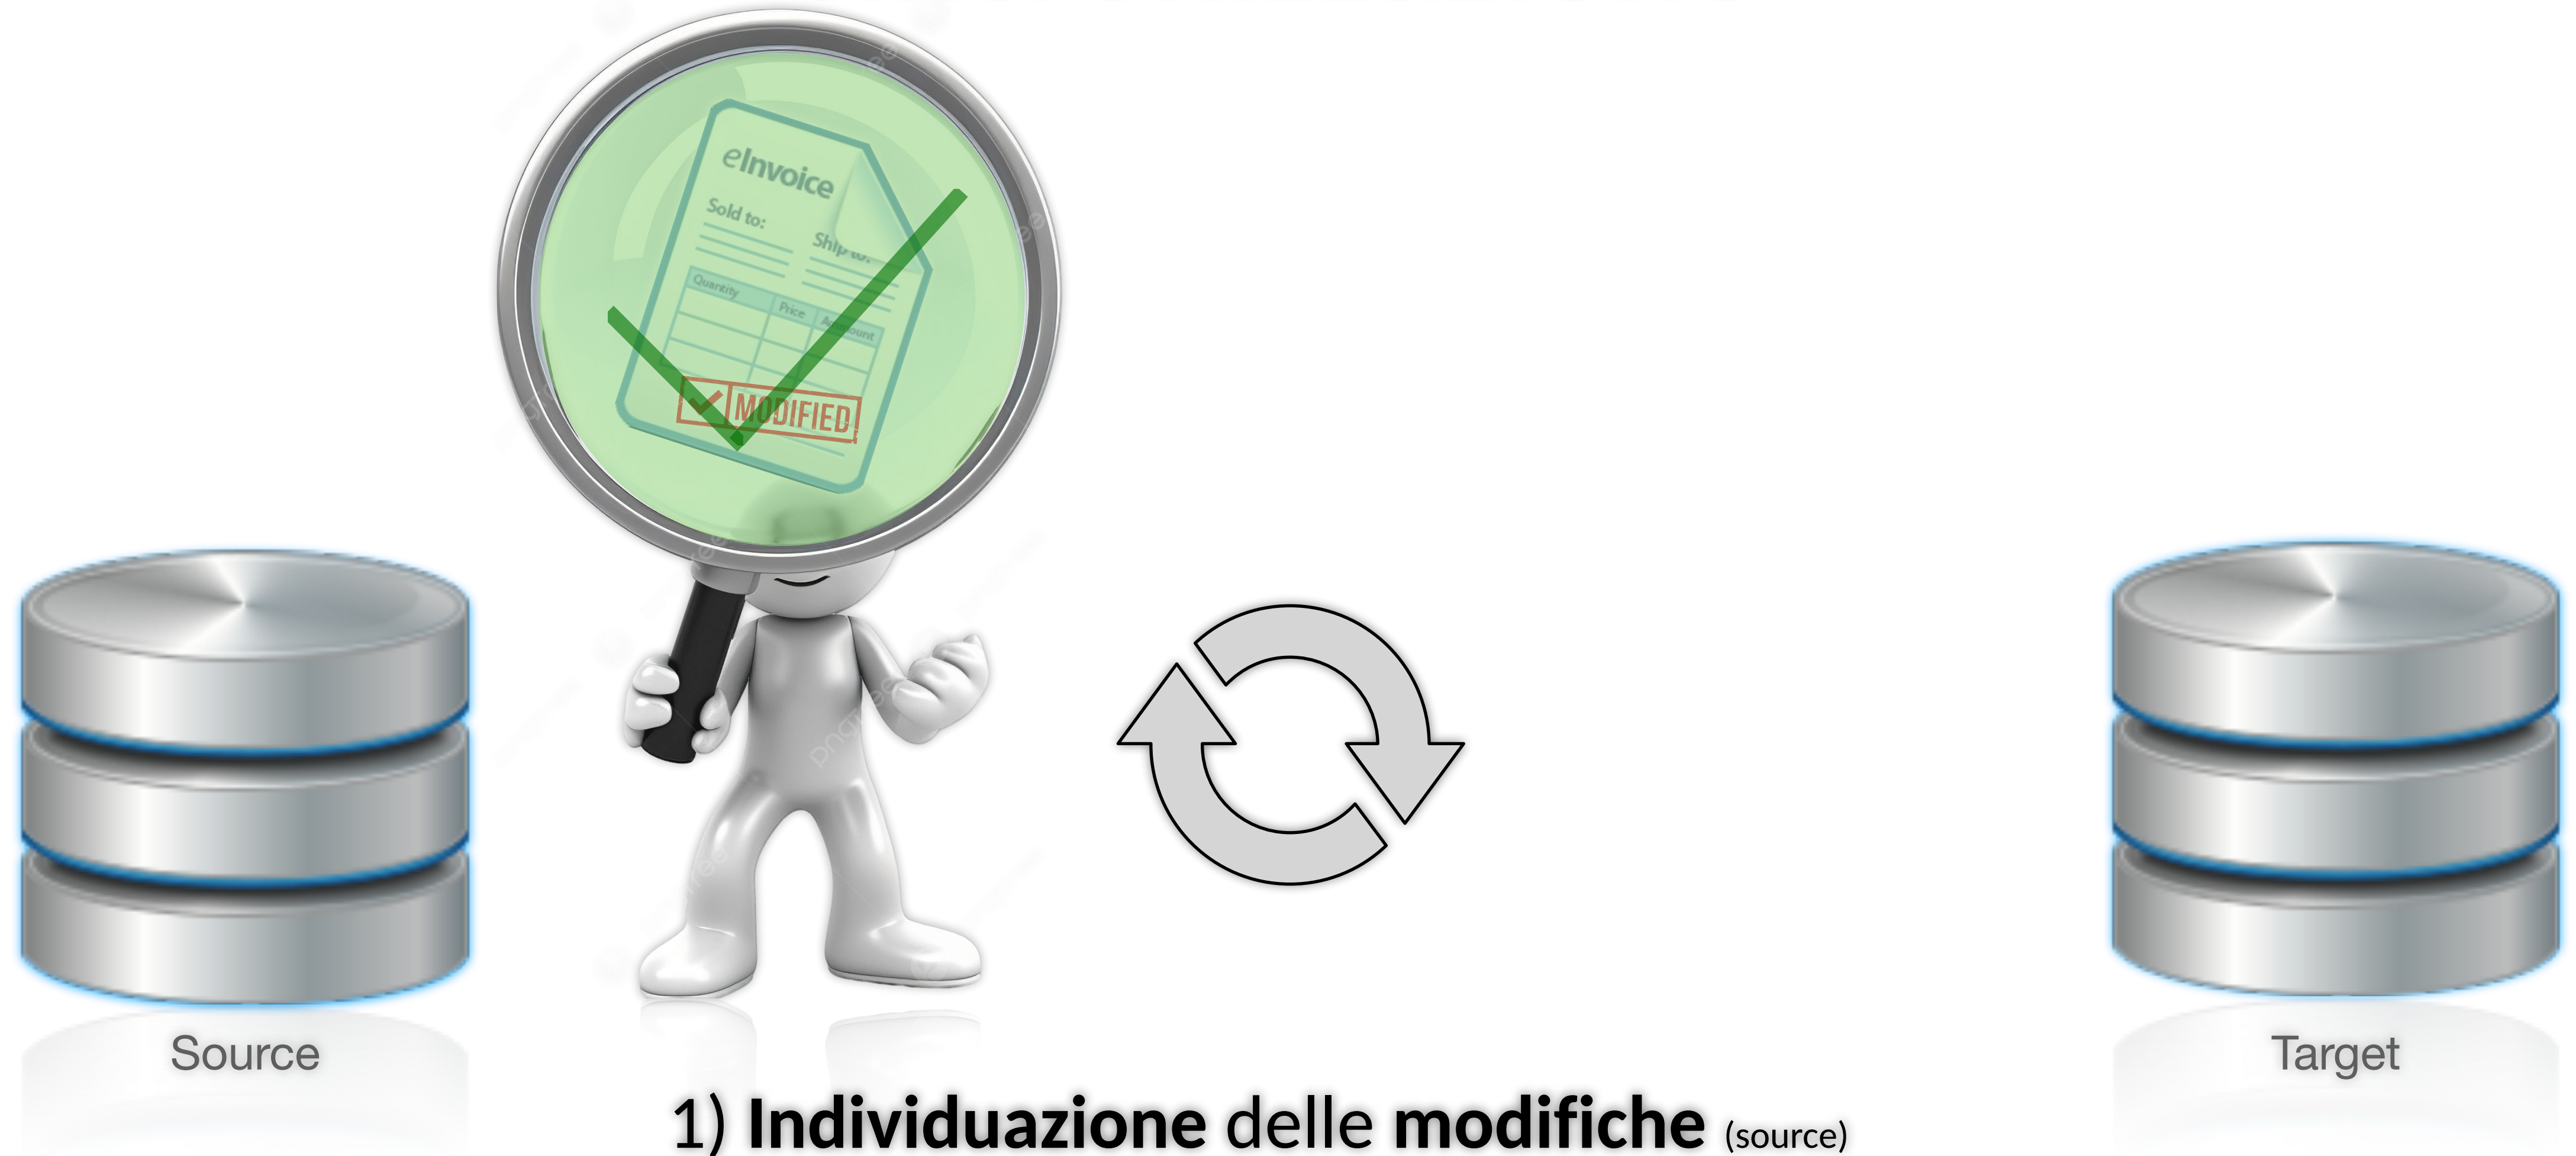 eInvoice
Sold to:
Ship to:
Quantity Price Amount
MODIFIED
Source
Target
1) Individuazione delle modifiche (source)